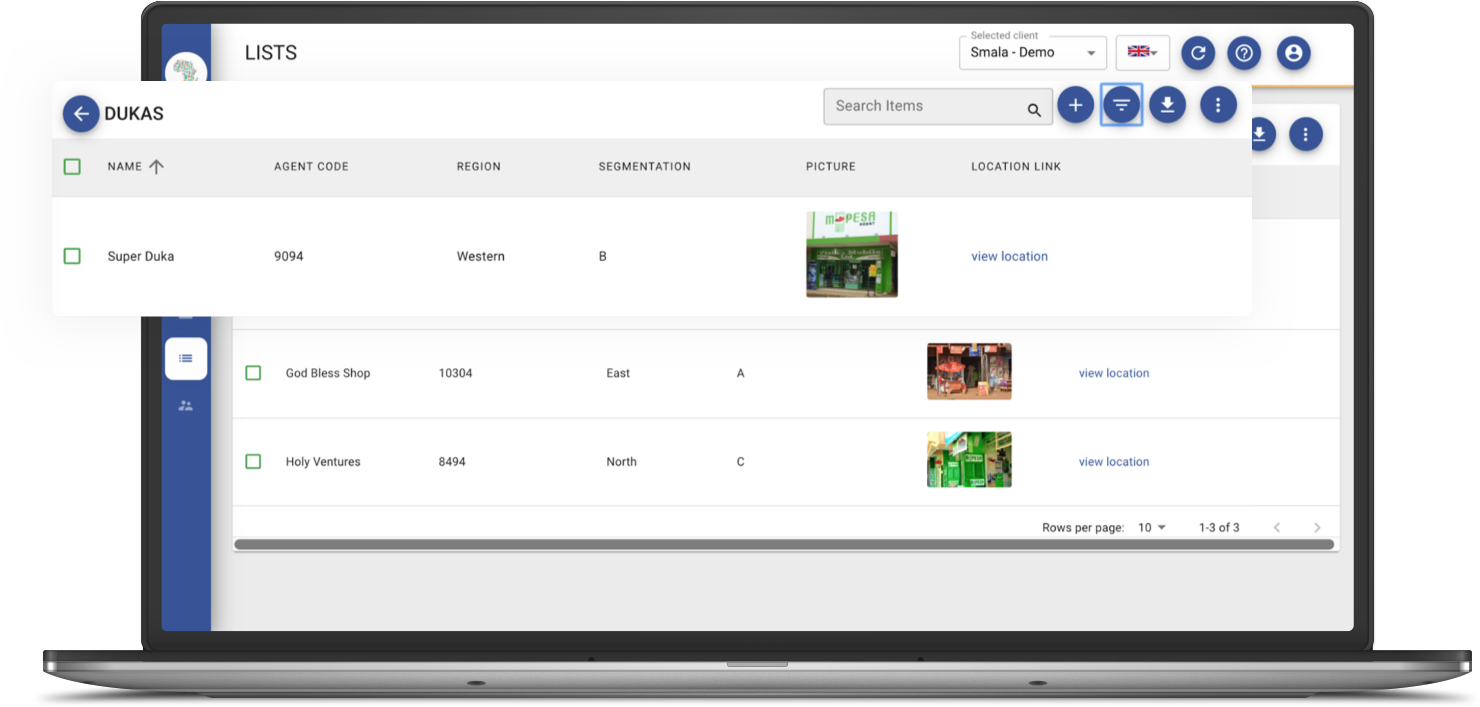 LISTS
Selected client
Smala - Demo
DUKAS
Search Items
NAME AGENT CODE REGION SEGMENTATION PICTURE LOCATION LINK
Super Duka 9094 Western B view location
M-PESA
AGENT
God Bless Shop 10304 East A view location
Holy Ventures 8494 North C view location
Rows per page: 10 1-3 of 3